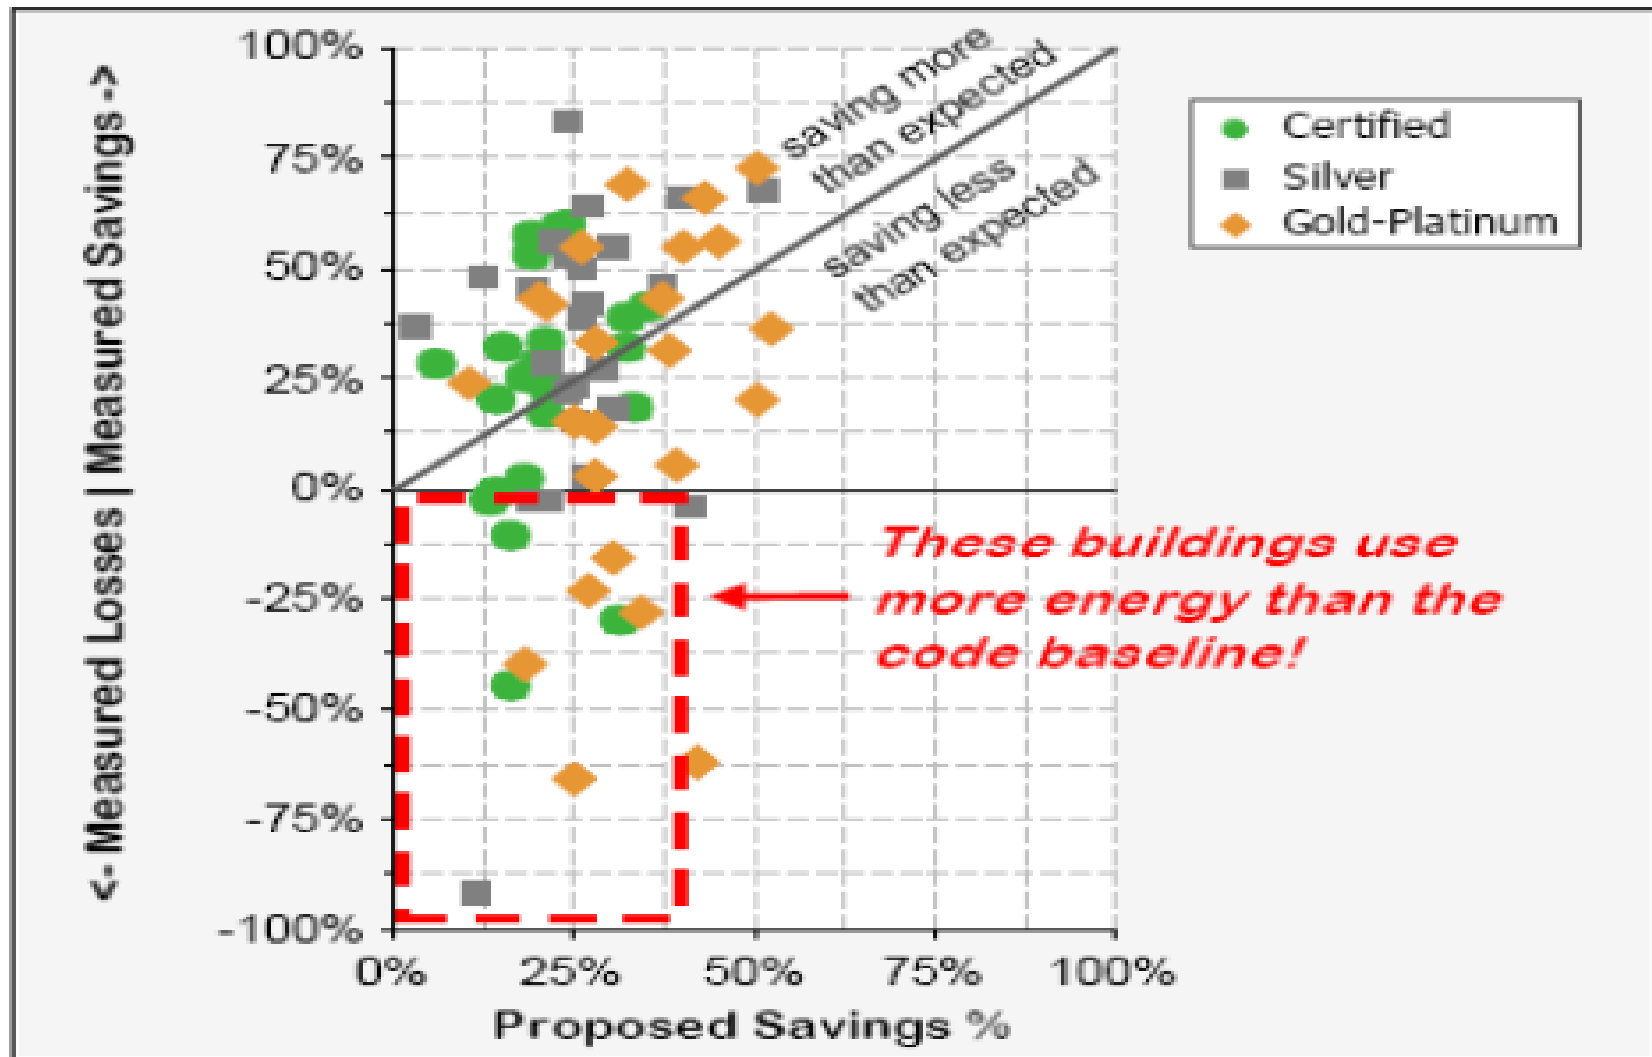 100%
75%
50%
25%
0%
-25%
-50%
-75%
-100%
<- Measured Losses | Measured Savings ->
saving more
than expected
saving less
than expected
Certified
Silver
Gold-Platinum
These buildings use
more energy than the
code baseline!
0%
25%
50%
75%
100%
Proposed Savings %